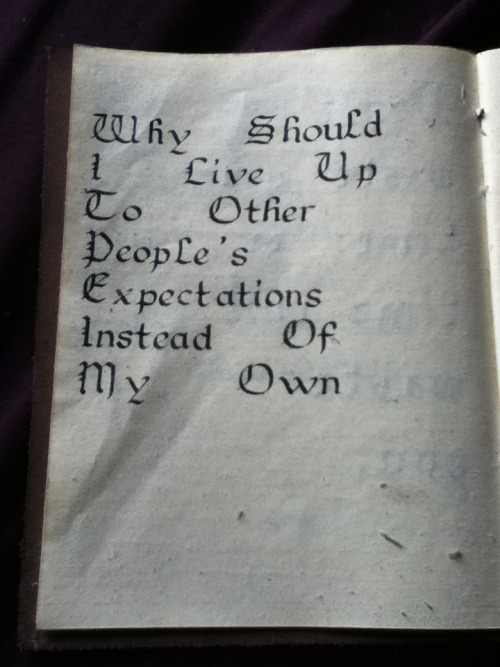 Why Should
I Live Up
To Other
People's
Expectations
Instead Of
My Own